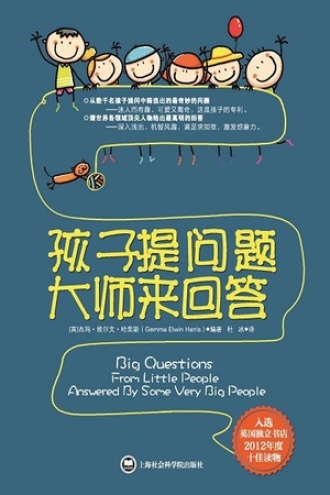 从数千名孩子提问中筛选出的最奇妙的问题
——迷人而有趣、可爱又离奇，这是孩子的专利。
请世界各领域顶尖人物给出最高明的回答
——深入浅出，机智风趣，满足求知欲，激发想象力。
孩子提问题
大师来回答
[英]杰玛·埃尔文·哈里斯（Gemma Elwin Harris）◎编著 杜 冰◎译
Big Questions
From Little People
Answered By Some Very Big People
入选
英国独立书店
2012年度
十佳读物
上海社会科学院出版社